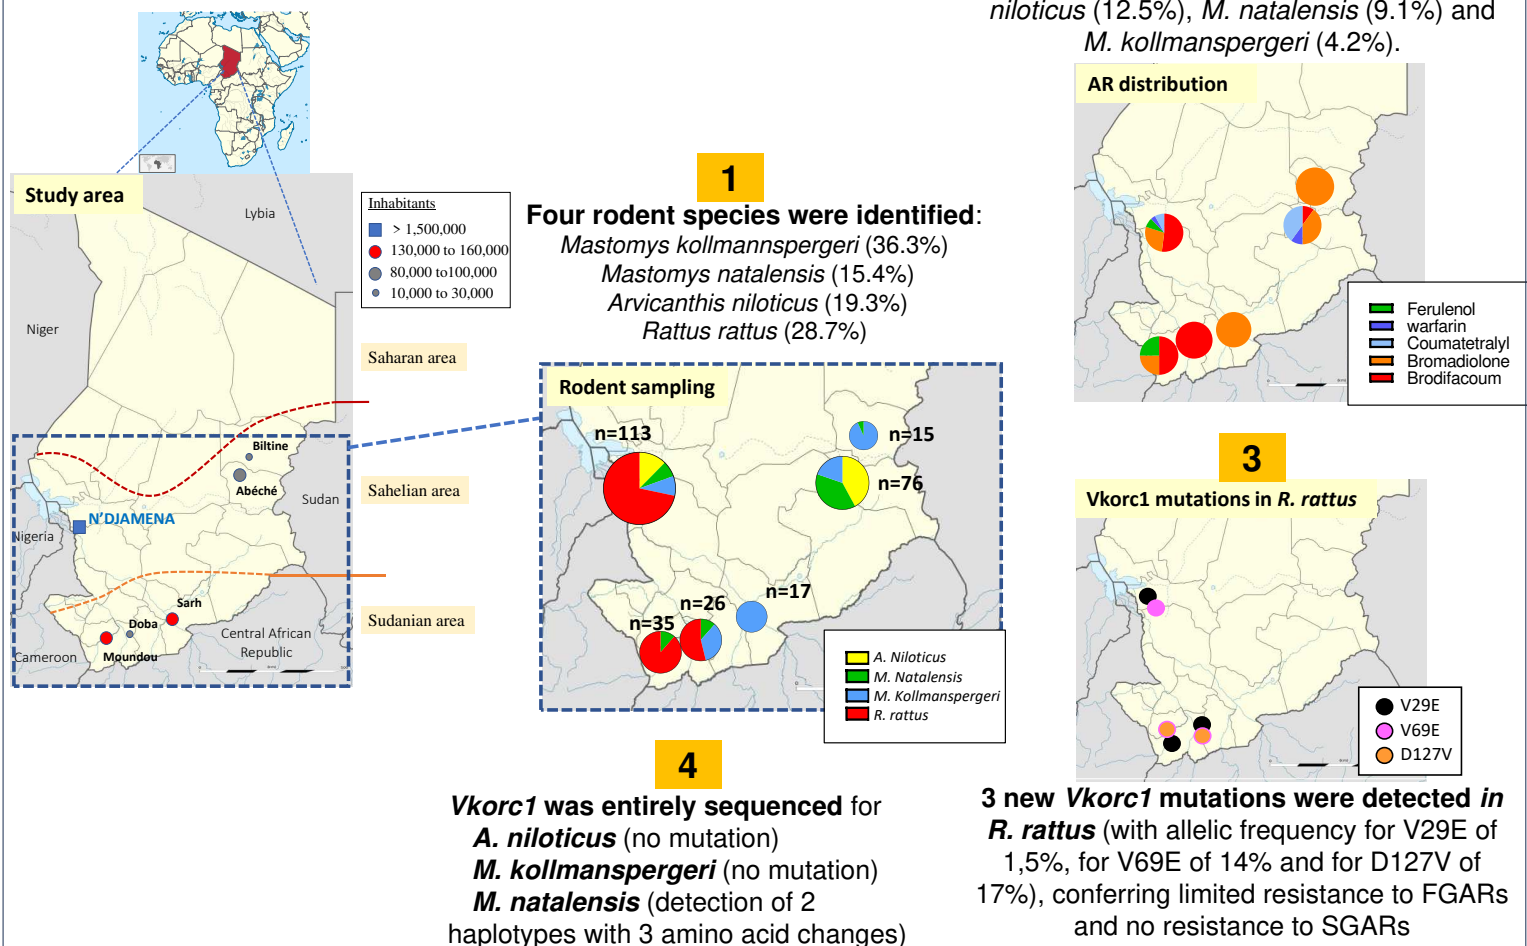 niloticus (12.5%), M. natalensis (9.1%) and
M. kollmanspergeri (4.2%).
Study area
Lybia
Niger
Nigeria
Cameroon
Sudan
Central African
Republic
Biltine
Abéché
N'DJAMENA
Sarh
Doba
Moundou
Inhabitants
> 1,500,000
130,000 to 160,000
80,000 to100,000
10,000 to 30,000
Saharan area
Sahelian area
Sudanian area
1
Four rodent species were identified:
Mastomys kollmannspergeri (36.3%)
Mastomys natalensis (15.4%)
Arvicanthis niloticus (19.3%)
Rattus rattus (28.7%)
Rodent sampling
n=113
n=15
n=76
n=17
n=26
n=35
A. Niloticus
M. Natalensis
M. Kollmanspergeri
R. rattus
AR distribution
Ferulenol
warfarin
Coumatetralyl
Bromadiolone
Brodifacoum
3
Vkorc1 mutations in R. rattus
V29E
V69E
D127V
3 new Vkorc1 mutations were detected in
R. rattus (with allelic frequency for V29E of
1,5%, for V69E of 14% and for D127V of
17%), conferring limited resistance to FGARs
and no resistance to SGARs
4
Vkorc1 was entirely sequenced for
A. niloticus (no mutation)
M. kollmanspergeri (no mutation)
M. natalensis (detection of 2
haplotypes with 3 amino acid changes)